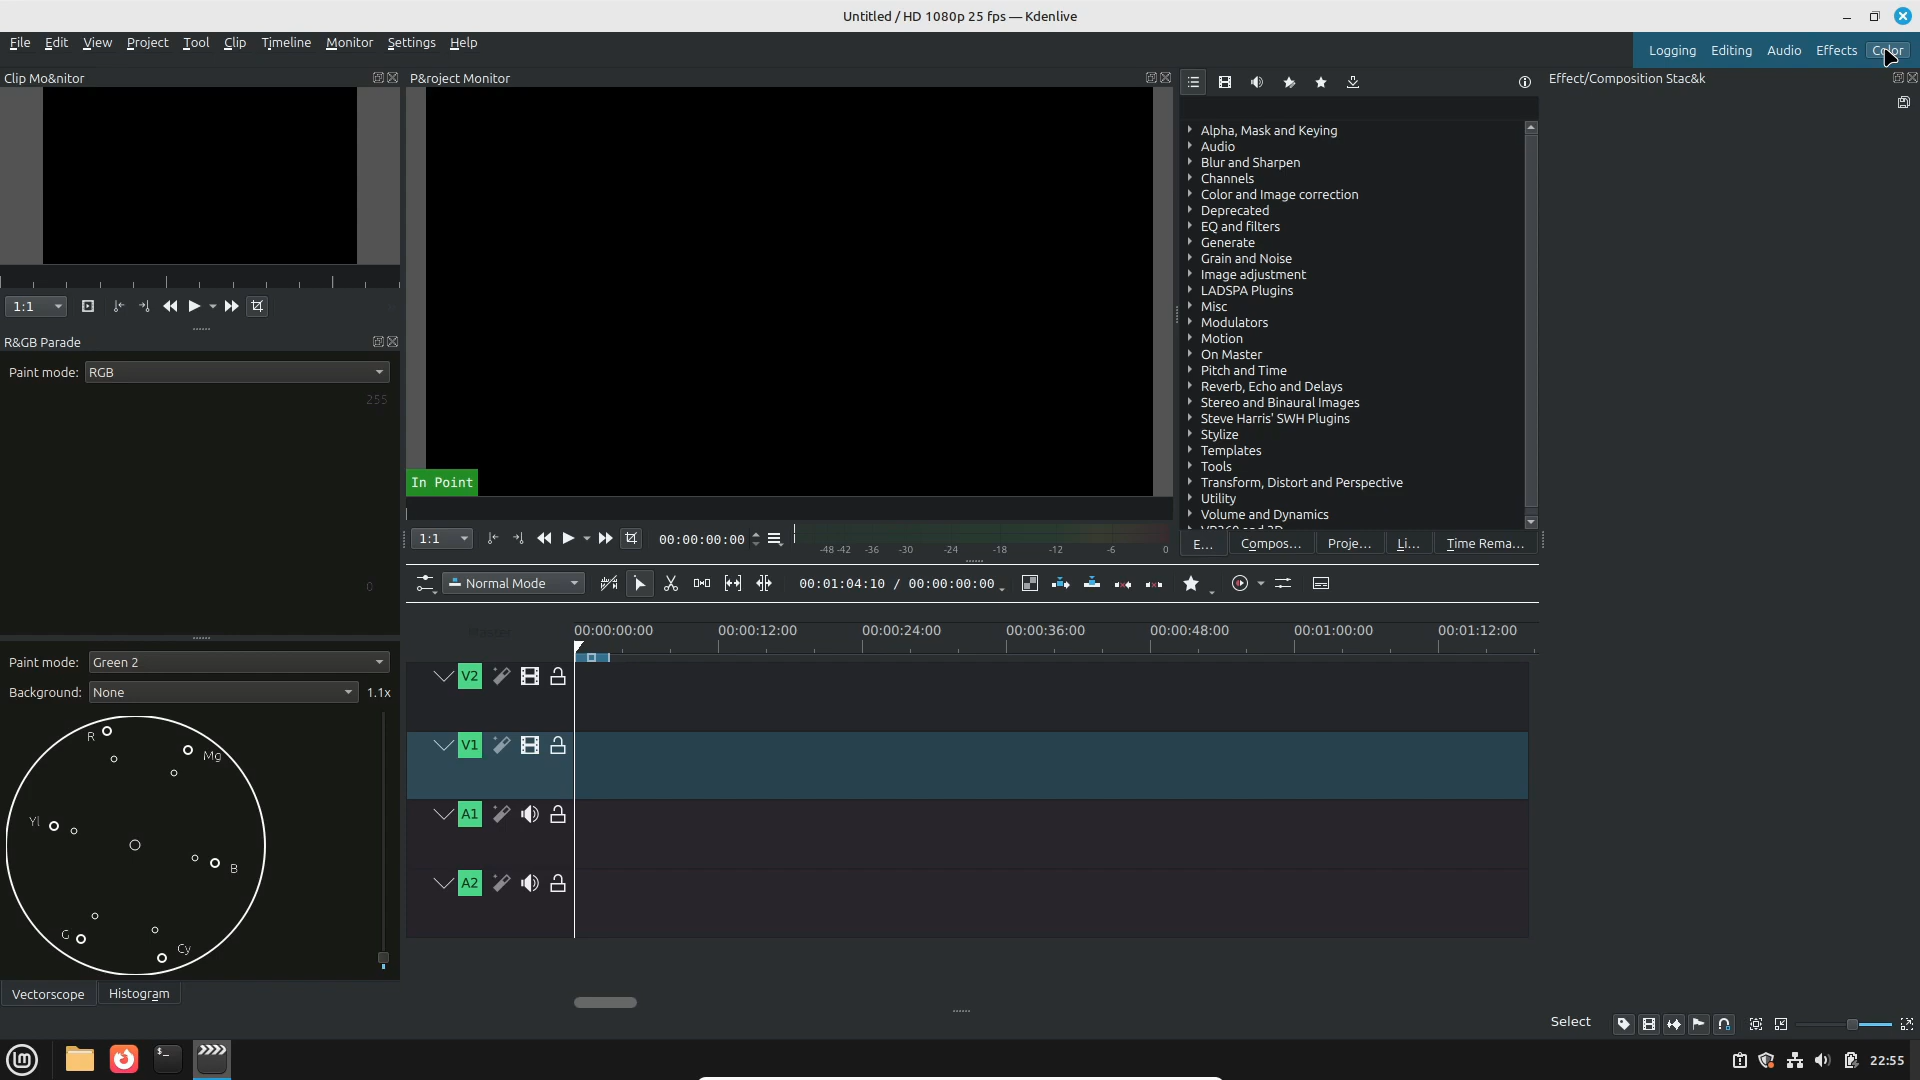 Untitled / HD 1080p 25 fps — Kdenlive
File Edit View Project Tool Clip Timeline Monitor Settings Help
Logging Editing Audio Effects Color
Clip Mo&nitor
P&roject Monitor
Effect/Composition Stac&k
Alpha, Mask and Keying
Audio
Blur and Sharpen
Channels
Color and Image correction
Deprecated
EQ and filters
Generate
Grain and Noise
Image adjustment
LADSPA Plugins
Misc
Modulators
Motion
On Master
Pitch and Time
Reverb, Echo and Delays
Stereo and Binaural Images
Steve Harris' SWH Plugins
Stylize
Templates
Tools
Transform, Distort and Perspective
Utility
Volume and Dynamics
1:1
R&GB Parade
Paint mode: RGB
255
0
In Point
1:1
00:00:00:00
-48 -42 -36 -30 -24 -18 -12 -6 0
E... Compos... Proje... Li... Time Rema...
Normal Mode
00:01:04:10 / 00:00:00:00
00:00:00:00 00:00:12:00 00:00:24:00 00:00:36:00 00:00:48:00 00:01:00:00 00:01:12:00
V2
V1
A1
A2
Paint mode: Green 2
Background: None 1.1x
R
Mg
Yl
B
G
Cy
Vectorscope Histogram
Select
22:55